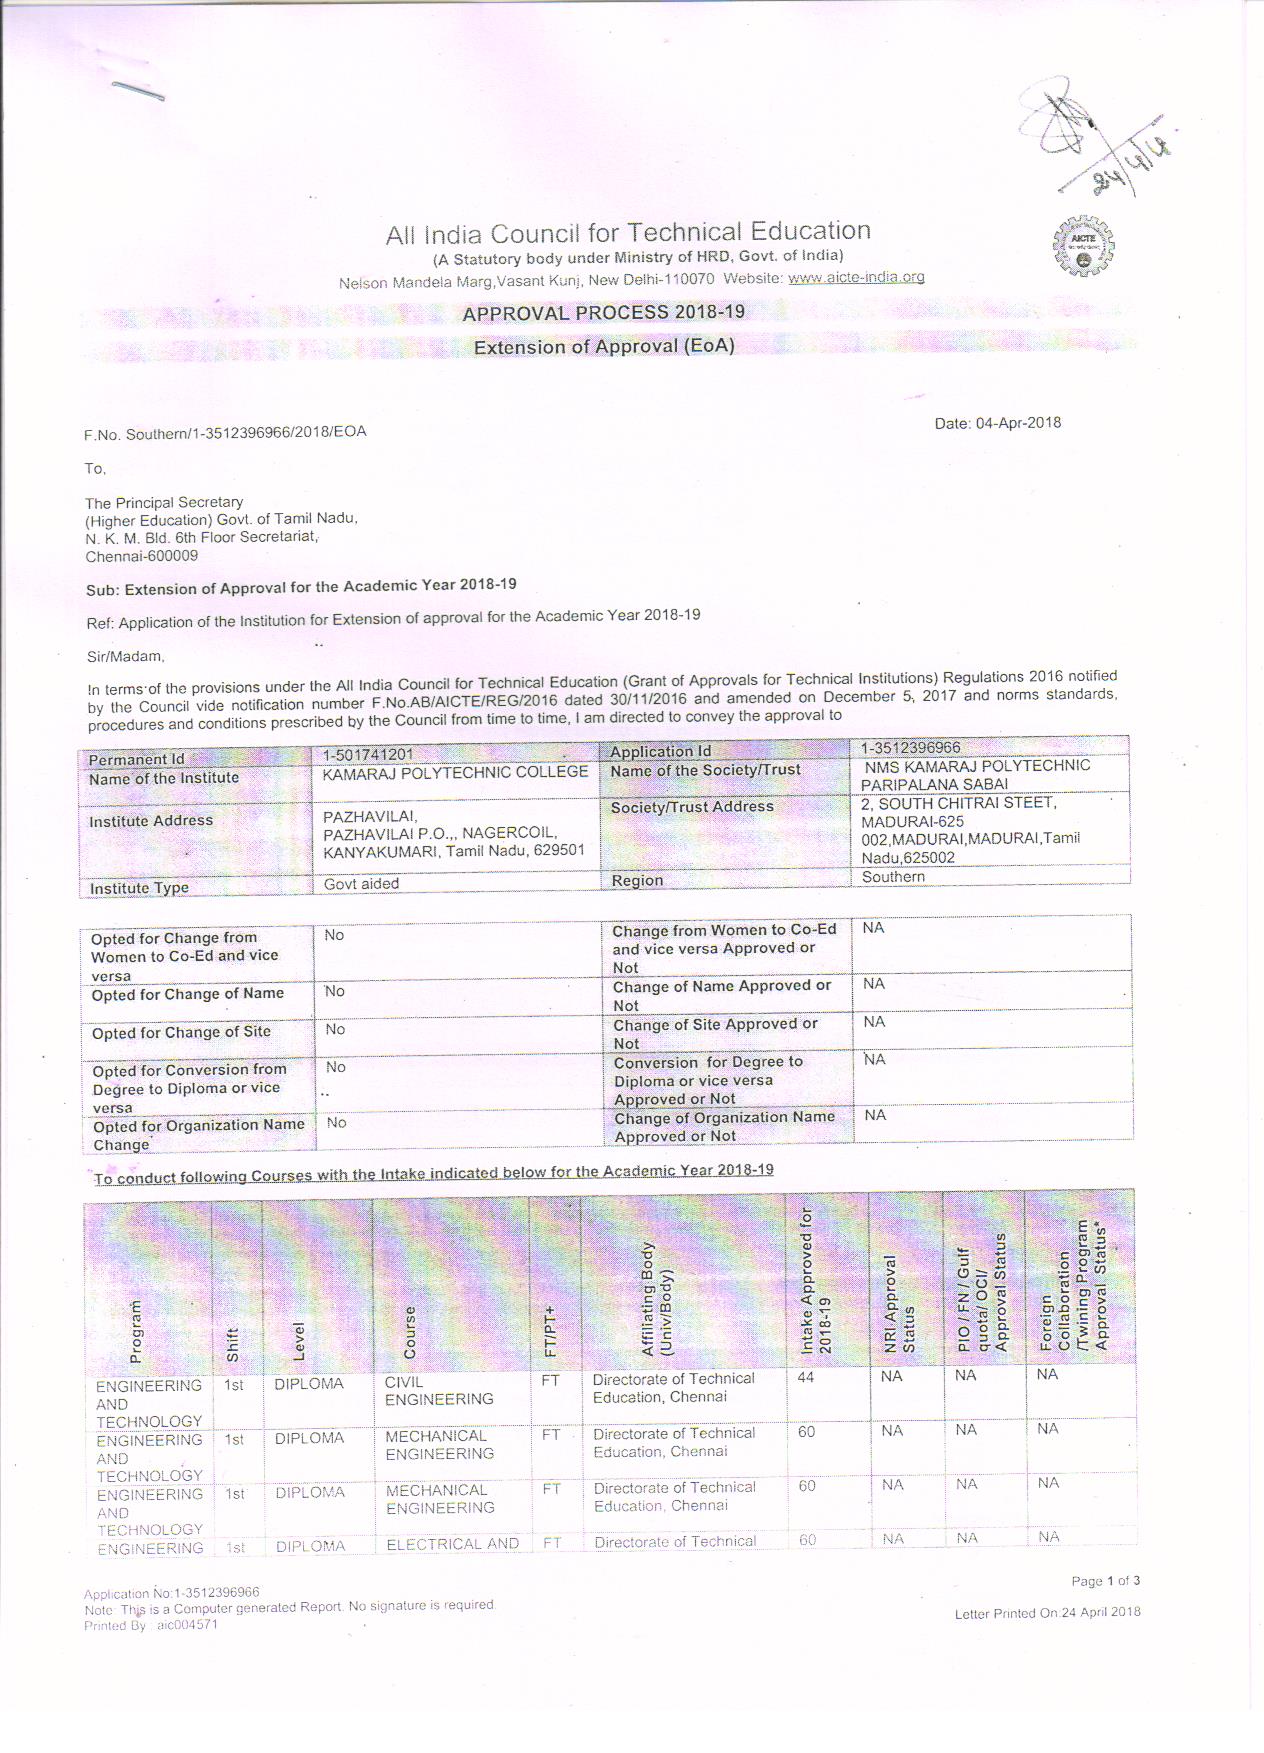 24/4/18
All India Council for Technical Education
(A Statutory body under Ministry of HRD, Govt. of India)
Nelson Mandela Marg,Vasant Kunj, New Delhi-110070 Website: www.aicte-india.org
AICTE
APPROVAL PROCESS 2018-19
Extension of Approval (EoA)
F.No. Southern/1-3512396966/2018/EOA
Date: 04-Apr-2018
To,
The Principal Secretary
(Higher Education) Govt. of Tamil Nadu,
N. K. M. Bld. 6th Floor Secretariat,
Chennai-600009
Sub: Extension of Approval for the Academic Year 2018-19
Ref: Application of the Institution for Extension of approval for the Academic Year 2018-19
Sir/Madam,
In terms of the provisions under the All India Council for Technical Education (Grant of Approvals for Technical Institutions) Regulations 2016 notified
by the Council vide notification number F.No.AB/AICTE/REG/2016 dated 30/11/2016 and amended on December 5, 2017 and norms standards,
procedures and conditions prescribed by the Council from time to time, I am directed to convey the approval to
Permanent Id 1-501741201 Application Id 1-3512396966
Name of the Institute KAMARAJ POLYTECHNIC COLLEGE Name of the Society/Trust NMS KAMARAJ POLYTECHNIC
PARIPALANA SABAI
Institute Address PAZHAVILAI,
PAZHAVILAI P.O.,, NAGERCOIL,
KANYAKUMARI, Tamil Nadu, 629501
Society/Trust Address 2, SOUTH CHITRAI STEET,
MADURAI-625
002,MADURAI,MADURAI,Tamil
Nadu,625002
Institute Type Govt aided Region Southern
Opted for Change from
Women to Co-Ed and vice
versa
No
Change from Women to Co-Ed
and vice versa Approved or
Not
NA
Opted for Change of Name No
Change of Name Approved or
Not
NA
Opted for Change of Site No
Change of Site Approved or
Not
NA
Opted for Conversion from
Degree to Diploma or vice
versa
No
Conversion for Degree to
Diploma or vice versa
Approved or Not
NA
Opted for Organization Name
Change
No
Change of Organization Name
Approved or Not
NA
To conduct following Courses with the Intake indicated below for the Academic Year 2018-19
Program
Shift
Level
Course
FT/PT+
Affiliating Body
(Univ/Body)
Intake Approved for
2018-19
NRI Approval
Status
PIO / FN / Gulf
quota/ OCI/
Approval Status
Foreign
Collaboration
/Twining Program
Approval Status*
ENGINEERING 1st DIPLOMA CIVIL FT Directorate of Technical 44 NA NA NA
AND ENGINEERING Education, Chennai
TECHNOLOGY
ENGINEERING 1st DIPLOMA MECHANICAL FT Directorate of Technical 60 NA NA NA
AND ENGINEERING Education, Chennai
TECHNOLOGY
ENGINEERING 1st DIPLOMA MECHANICAL FT Directorate of Technical 60 NA NA NA
AND ENGINEERING Education, Chennai
TECHNOLOGY
ENGINEERING 1st DIPLOMA ELECTRICAL AND FT Directorate of Technical 60 NA NA NA
Application No:1-3512396966
Page 1 of 3
Note: This is a Computer generated Report. No signature is required.
Letter Printed On:24 April 2018
Printed By : aic004571